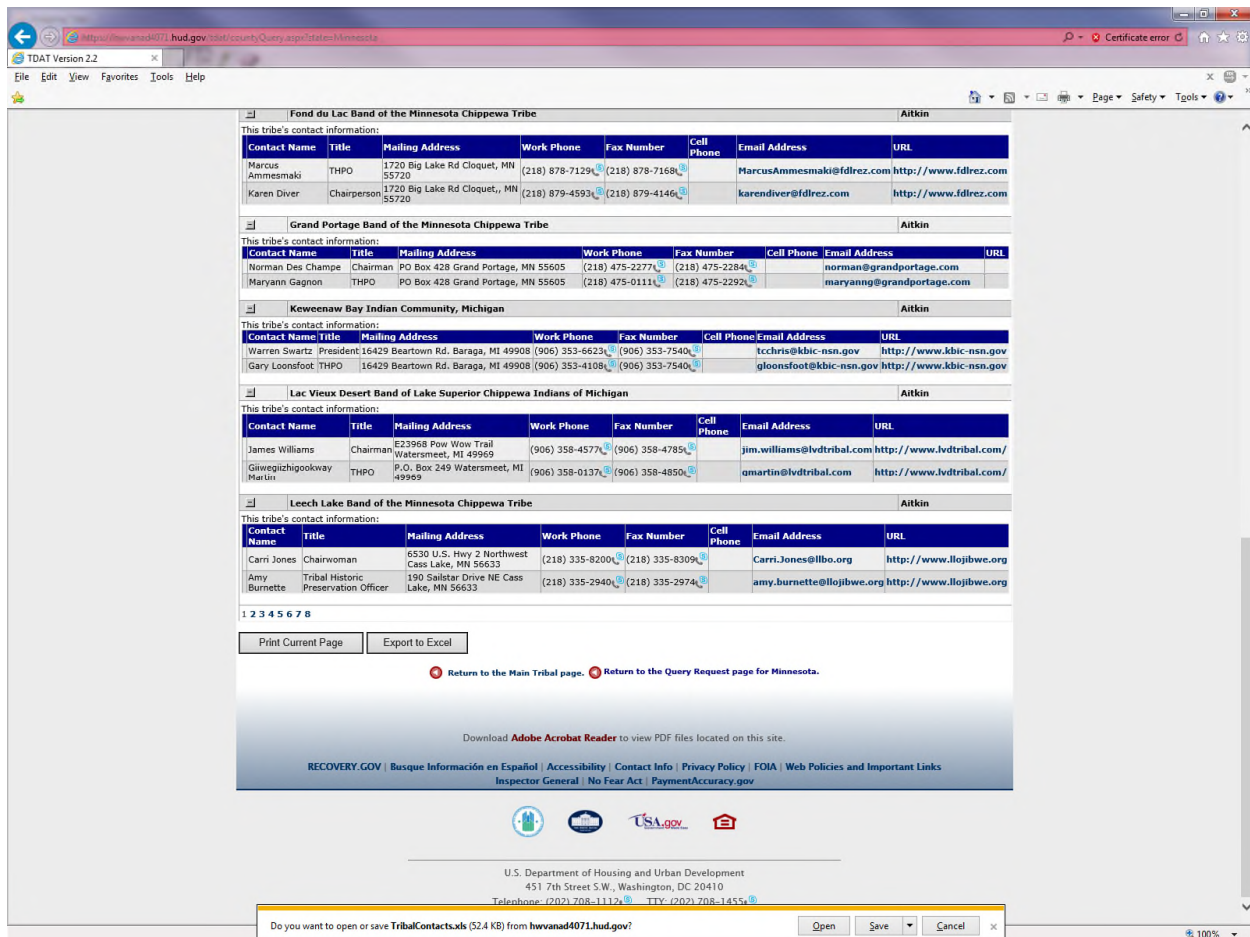 https://hwvanad4071.hud.gov/tdat/countyQuery.aspx?state=Minnesota Certificate error
TDAT Version 2.2
File Edit View Favorites Tools Help
Page Safety Tools
Fond du Lac Band of the Minnesota Chippewa Tribe Aitkin
This tribe's contact information:
Contact Name Title Mailing Address Work Phone Fax Number Cell Phone Email Address URL
Marcus Ammesmaki THPO 1720 Big Lake Rd Cloquet, MN 55720 (218) 878-7129 (218) 878-7168 MarcusAmmesmaki@fdlrez.com http://www.fdlrez.com
Karen Diver Chairperson 1720 Big Lake Rd Cloquet,, MN 55720 (218) 879-4593 (218) 879-4146 karendiver@fdlrez.com http://www.fdlrez.com
Grand Portage Band of the Minnesota Chippewa Tribe Aitkin
This tribe's contact information:
Contact Name Title Mailing Address Work Phone Fax Number Cell Phone Email Address URL
Norman Des Champe Chairman PO Box 428 Grand Portage, MN 55605 (218) 475-2277 (218) 475-2284 norman@grandportage.com
Maryann Gagnon THPO PO Box 428 Grand Portage, MN 55605 (218) 475-0111 (218) 475-2292 maryanng@grandportage.com
Keweenaw Bay Indian Community, Michigan Aitkin
This tribe's contact information:
Contact Name Title Mailing Address Work Phone Fax Number Cell Phone Email Address URL
Warren Swartz President 16429 Beartown Rd. Baraga, MI 49908 (906) 353-6623 (906) 353-7540 tcchris@kbic-nsn.gov http://www.kbic-nsn.gov
Gary Loonsfoot THPO 16429 Beartown Rd. Baraga, MI 49908 (906) 353-4108 (906) 353-7540 gloonsfoot@kbic-nsn.gov http://www.kbic-nsn.gov
Lac Vieux Desert Band of Lake Superior Chippewa Indians of Michigan Aitkin
This tribe's contact information:
Contact Name Title Mailing Address Work Phone Fax Number Cell Phone Email Address URL
James Williams Chairman E23968 Pow Wow Trail Watersmeet, MI 49969 (906) 358-4577 (906) 358-4785 jim.williams@lvdtribal.com http://www.lvdtribal.com/
Giiwegiizhigookway Martin THPO P.O. Box 249 Watersmeet, MI 49969 (906) 358-0137 (906) 358-4850 gmartin@lvdtribal.com http://www.lvdtribal.com/
Leech Lake Band of the Minnesota Chippewa Tribe Aitkin
This tribe's contact information:
Contact Name Title Mailing Address Work Phone Fax Number Cell Phone Email Address URL
Carri Jones Chairwoman 6530 U.S. Hwy 2 Northwest Cass Lake, MN 56633 (218) 335-8200 (218) 335-8309 Carri.Jones@llbo.org http://www.llojibwe.org
Amy Burnette Tribal Historic Preservation Officer 190 Sailstar Drive NE Cass Lake, MN 56633 (218) 335-2940 (218) 335-2974 amy.burnette@llojibwe.org http://www.llojibwe.org
1 2 3 4 5 6 7 8
Print Current Page Export to Excel
Return to the Main Tribal page. Return to the Query Request page for Minnesota.
Download Adobe Acrobat Reader to view PDF files located on this site.
RECOVERY.GOV | Busque Información en Español | Accessibility | Contact Info | Privacy Policy | FOIA | Web Policies and Important Links
Inspector General | No Fear Act | PaymentAccuracy.gov
USA.gov
U.S. Department of Housing and Urban Development
451 7th Street S.W., Washington, DC 20410
Telephone: (202) 708-1112 TTY: (202) 708-1455
Do you want to open or save TribalContacts.xls (52.4 KB) from hwvanad4071.hud.gov? Open Save Cancel
100%